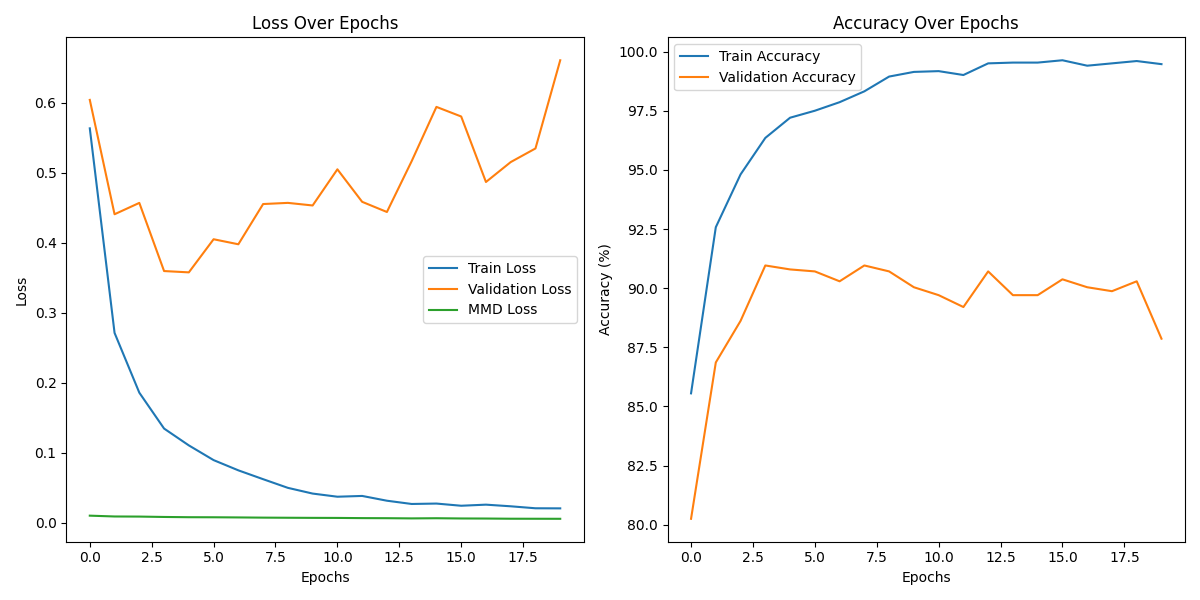 Loss Over Epochs
0.6
0.5
0.4
0.3
0.2
0.1
0.0
Loss
Train Loss
Validation Loss
MMD Loss
0.0 2.5 5.0 7.5 10.0 12.5 15.0 17.5
Epochs
Accuracy Over Epochs
100.0
97.5
95.0
92.5
90.0
87.5
85.0
82.5
80.0
Accuracy (%)
Train Accuracy
Validation Accuracy
0.0 2.5 5.0 7.5 10.0 12.5 15.0 17.5
Epochs